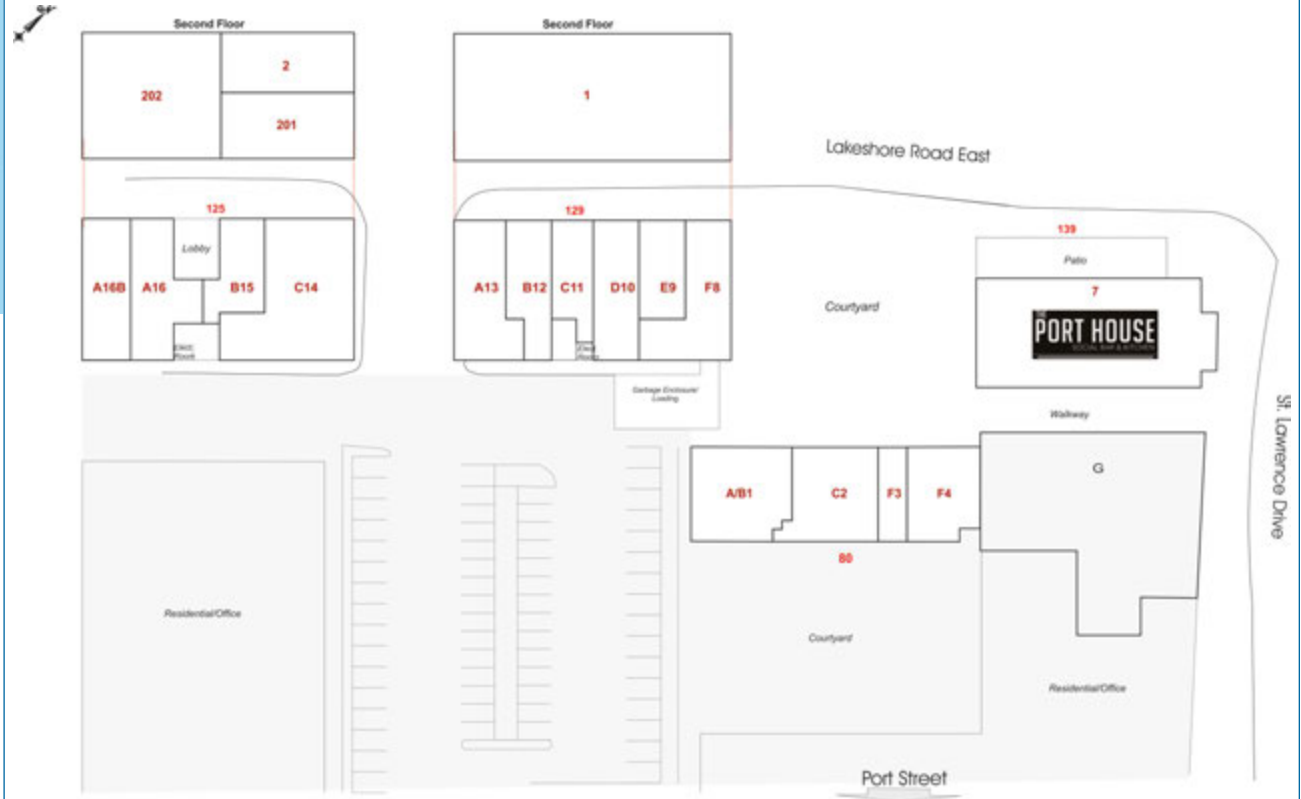 Second Floor
Second Floor
202
2
201
1
Lakeshore Road East
125
129
139
Lobby
Patio
A16B
A16
B15
C14
A13
B12
C11
D10
E9
F8
Courtyard
7
THE
PORT HOUSE
SOCIAL BAR & KITCHEN
Elect.
Room
Elect.
Room
Garbage Enclosure/
Loading
Walkway
St. Lawrence Drive
A/B1
C2
F3
F4
G
80
Residential/Office
Courtyard
Residential/Office
Port Street